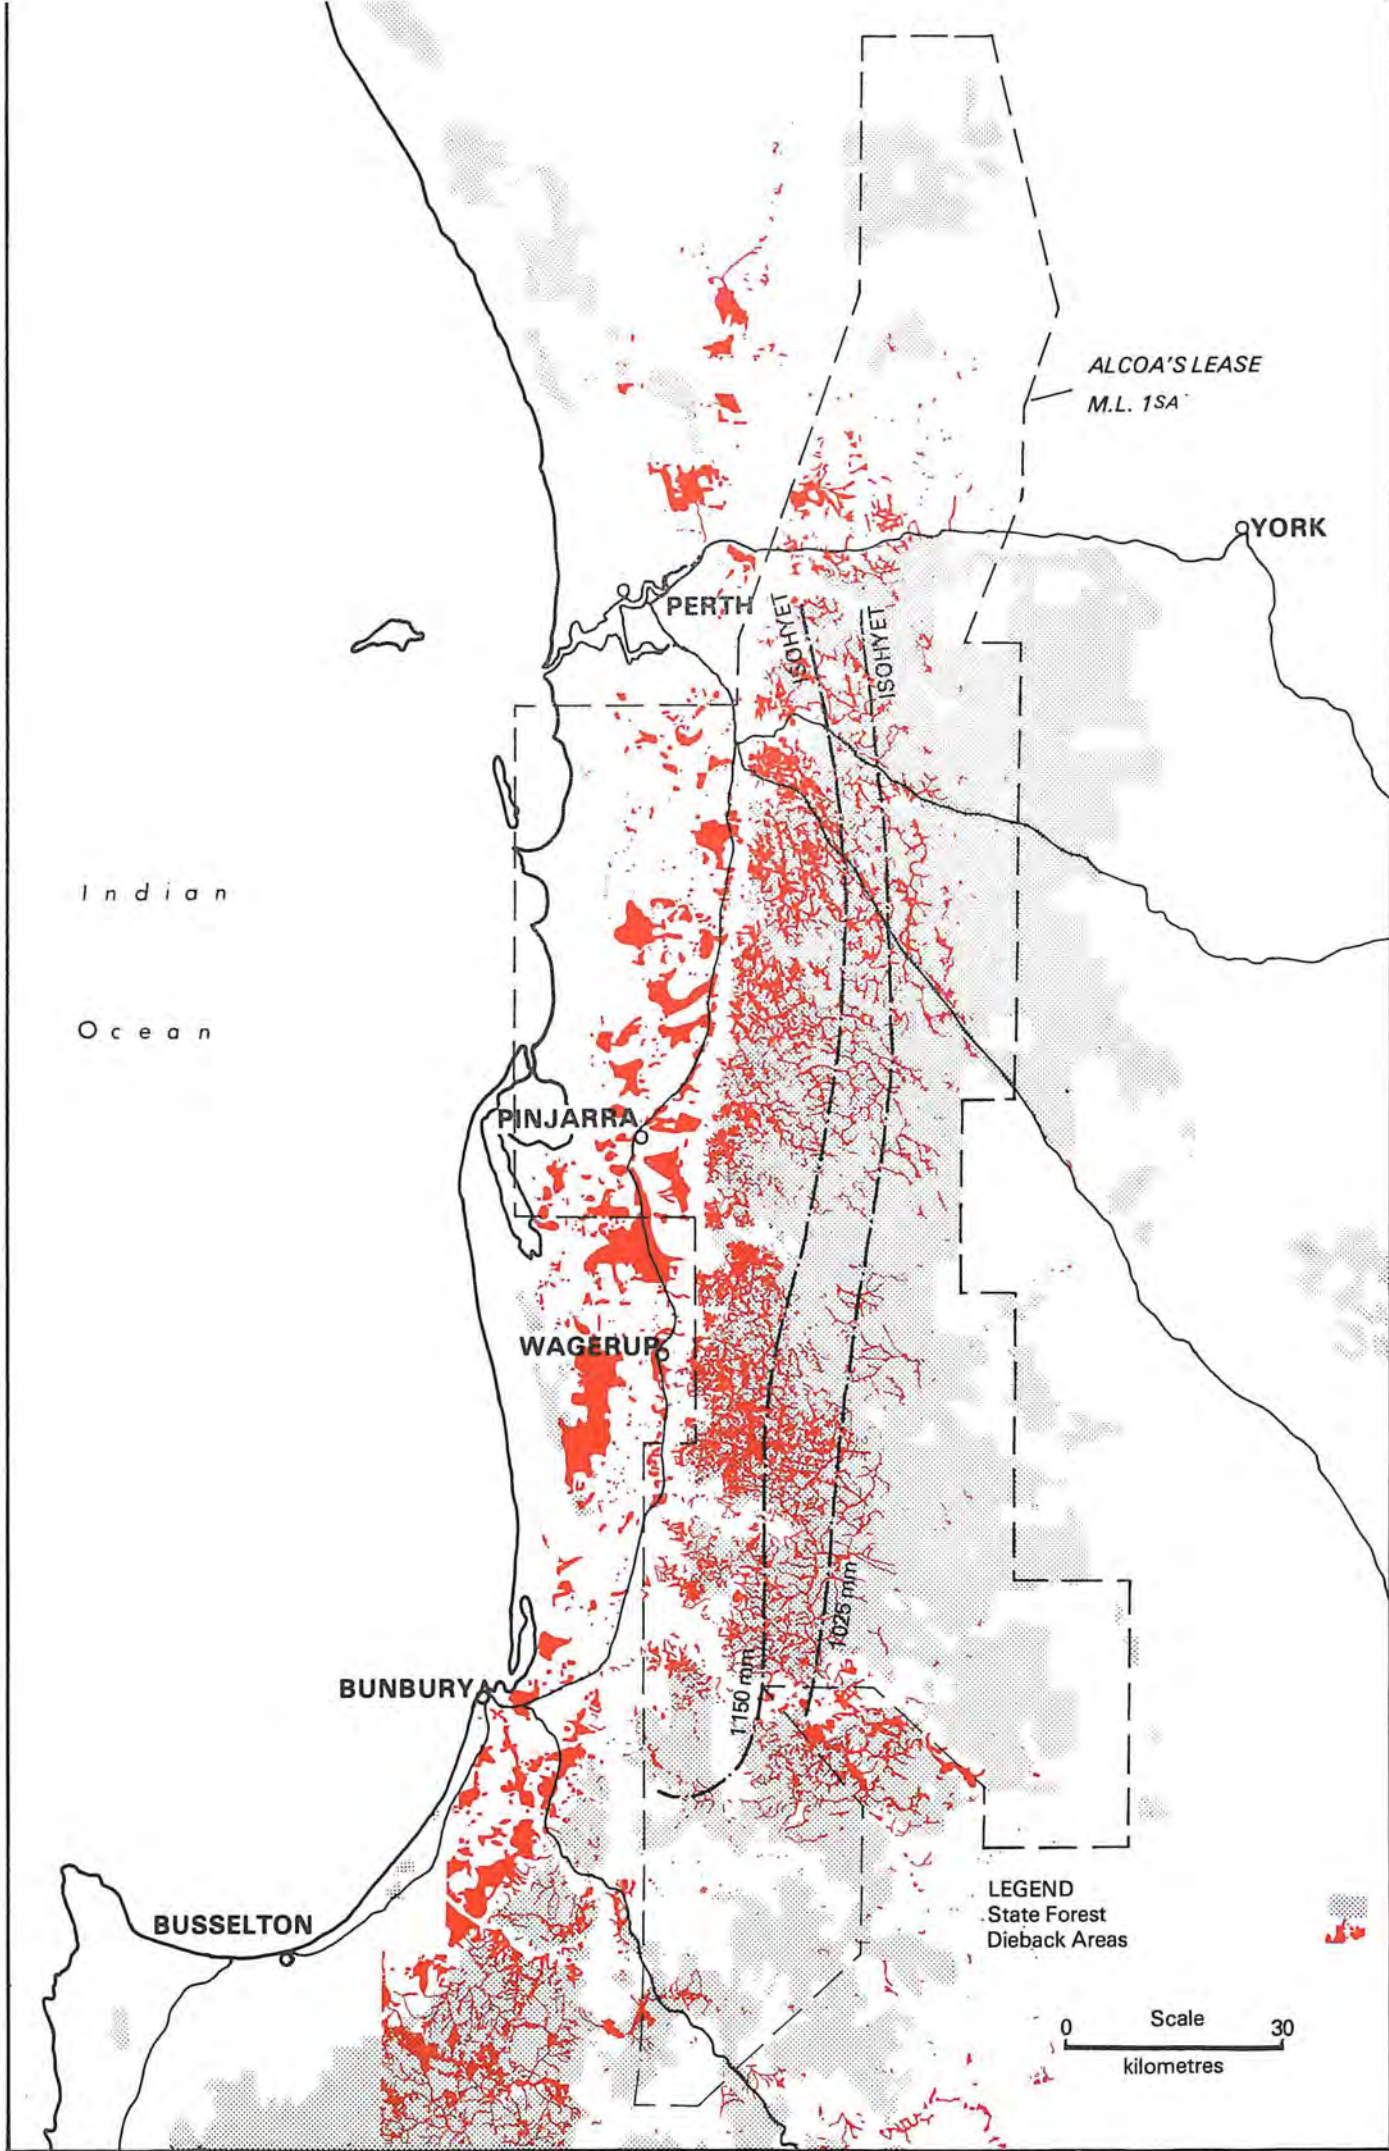 ALCOA'S LEASE
M.L. 1SA
YORK
PERTH
ISOHYET
ISOHYET
Indian
Ocean
PINJARRA
WAGERUP
1025 mm
1150 mm
BUNBURY
BUSSELTON
LEGEND
State Forest
Dieback Areas
Scale
0 30
kilometres